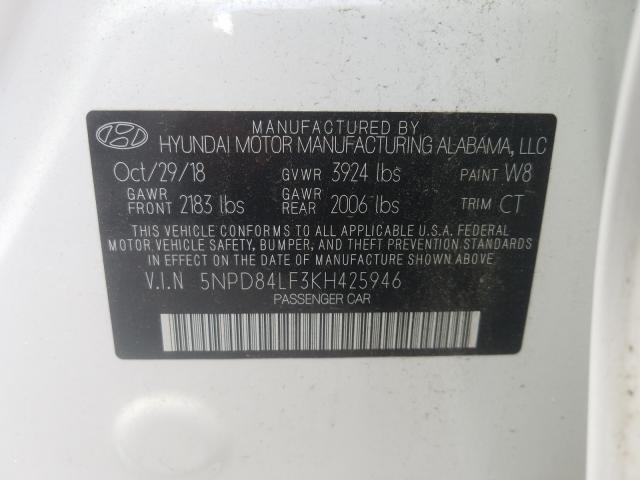 MANUFACTURED BY
HYUNDAI MOTOR MANUFACTURING ALABAMA, LLC
Oct/29/18 GVWR 3924 lbs PAINT W8
GAWR FRONT 2183 lbs GAWR REAR 2006 lbs TRIM CT
THIS VEHICLE CONFORMS TO ALL APPLICABLE U.S.A. FEDERAL
MOTOR VEHICLE SAFETY, BUMPER, AND THEFT PREVENTION STANDARDS
IN EFFECT ON THE DATE OF MANUFACTURE SHOWN ABOVE.
V.I.N 5NPD84LF3KH425946
PASSENGER CAR